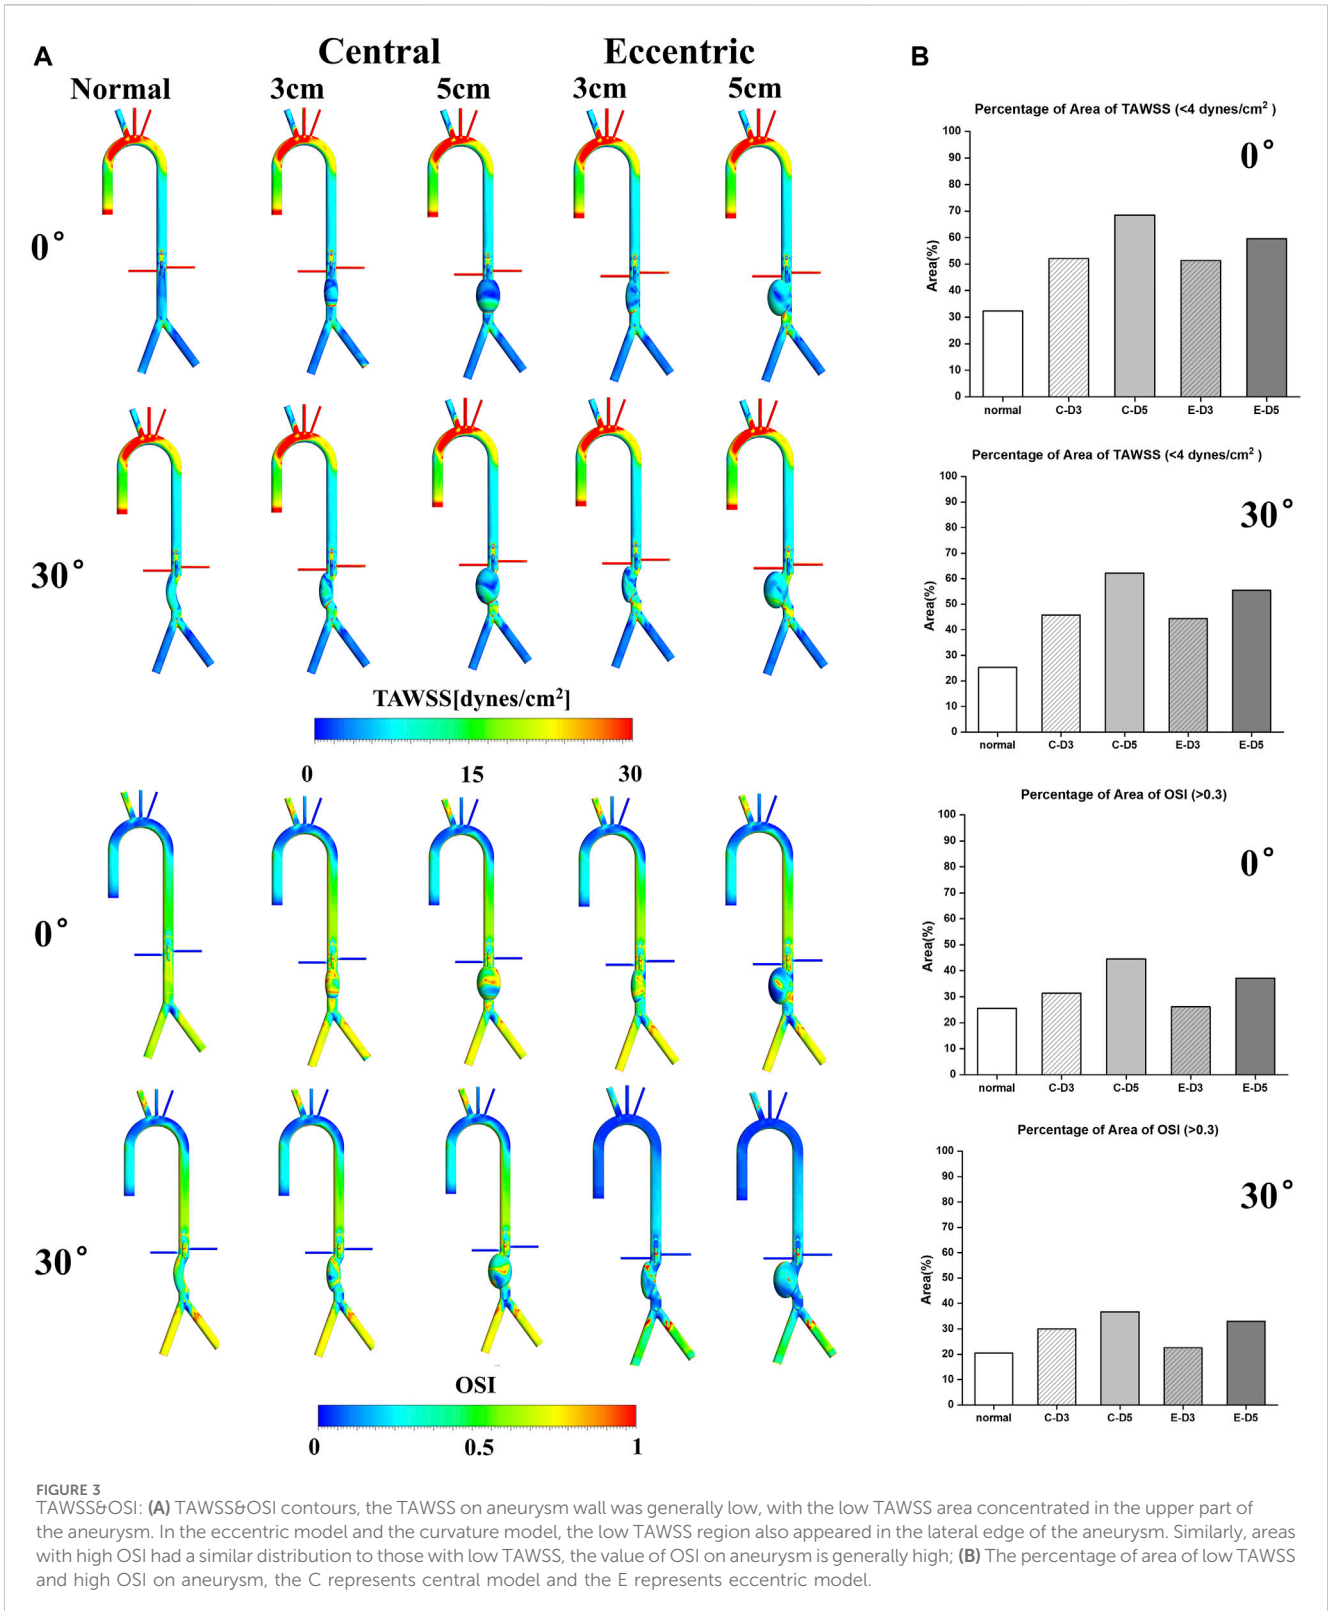 A
Central
Eccentric
Normal
3cm
5cm
3cm
5cm
0°
30°
TAWSS[dynes/cm²]
0
15
30
0°
30°
OSI
0
0.5
1
B
Percentage of Area of TAWSS (<4 dynes/cm² )
0°
Area(%)
100
90
80
70
60
50
40
30
20
10
0
normal
C-D3
C-D5
E-D3
E-D5
Percentage of Area of TAWSS (<4 dynes/cm² )
30°
Area(%)
100
90
80
70
60
50
40
30
20
10
0
normal
C-D3
C-D5
E-D3
E-D5
Percentage of Area of OSI (>0.3)
0°
Area(%)
100
90
80
70
60
50
40
30
20
10
0
normal
C-D3
C-D5
E-D3
E-D5
Percentage of Area of OSI (>0.3)
30°
Area(%)
100
90
80
70
60
50
40
30
20
10
0
normal
C-D3
C-D5
E-D3
E-D5
FIGURE 3
TAWSS&OSI: (A) TAWSS&OSI contours, the TAWSS on aneurysm wall was generally low, with the low TAWSS area concentrated in the upper part of
the aneurysm. In the eccentric model and the curvature model, the low TAWSS region also appeared in the lateral edge of the aneurysm. Similarly, areas
with high OSI had a similar distribution to those with low TAWSS, the value of OSI on aneurysm is generally high; (B) The percentage of area of low TAWSS
and high OSI on aneurysm, the C represents central model and the E represents eccentric model.